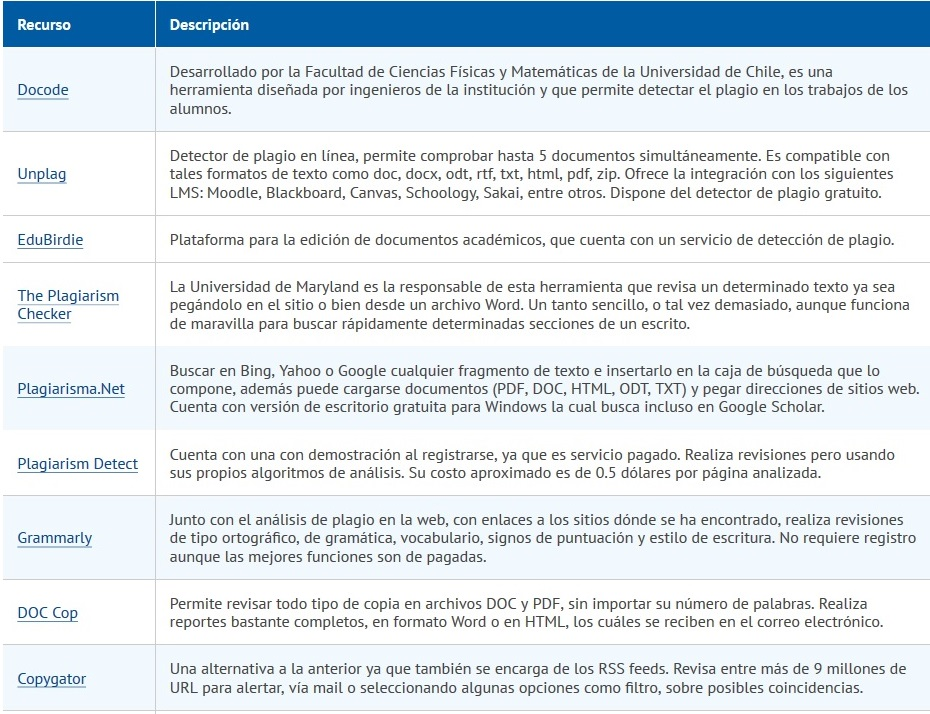 Recurso Descripción
Docode
Desarrollado por la Facultad de Ciencias Físicas y Matemáticas de la Universidad de Chile, es una
herramienta diseñada por ingenieros de la institución y que permite detectar el plagio en los trabajos de los
alumnos.
Unplag
Detector de plagio en línea, permite comprobar hasta 5 documentos simultáneamente. Es compatible con
tales formatos de texto como doc, docx, odt, rtf, txt, html, pdf, zip. Ofrece la integración con los siguientes
LMS: Moodle, Blackboard, Canvas, Schoology, Sakai, entre otros. Dispone del detector de plagio gratuito.
EduBirdie
Plataforma para la edición de documentos académicos, que cuenta con un servicio de detección de plagio.
The Plagiarism
Checker
La Universidad de Maryland es la responsable de esta herramienta que revisa un determinado texto ya sea
pegándolo en el sitio o bien desde un archivo Word. Un tanto sencillo, o tal vez demasiado, aunque funciona
de maravilla para buscar rápidamente determinadas secciones de un escrito.
Plagiarisma.Net
Buscar en Bing, Yahoo o Google cualquier fragmento de texto e insertarlo en la caja de búsqueda que lo
compone, además puede cargarse documentos (PDF, DOC, HTML, ODT, TXT) y pegar direcciones de sitios web.
Cuenta con versión de escritorio gratuita para Windows la cual busca incluso en Google Scholar.
Plagiarism Detect
Cuenta con una con demostración al registrarse, ya que es servicio pagado. Realiza revisiones pero usando
sus propios algoritmos de análisis. Su costo aproximado es de 0.5 dólares por página analizada.
Grammarly
Junto con el análisis de plagio en la web, con enlaces a los sitios dónde se ha encontrado, realiza revisiones
de tipo ortográfico, de gramática, vocabulario, signos de puntuación y estilo de escritura. No requiere registro
aunque las mejores funciones son de pagadas.
DOC Cop
Permite revisar todo tipo de copia en archivos DOC y PDF, sin importar su número de palabras. Realiza
reportes bastante completos, en formato Word o en HTML, los cuáles se reciben en el correo electrónico.
Copygator
Una alternativa a la anterior ya que también se encarga de los RSS feeds. Revisa entre más de 9 millones de
URL para alertar, vía mail o seleccionando algunas opciones como filtro, sobre posibles coincidencias.